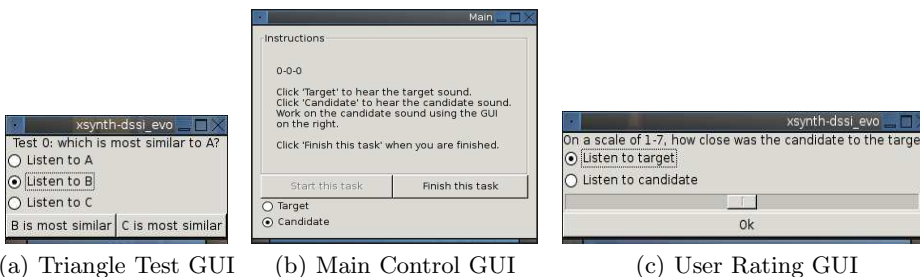 xsynth-dssi_evo
Test 0: which is most similar to A?
Listen to A
Listen to B
Listen to C
B is most similar
C is most similar
(a) Triangle Test GUI
Main
Instructions
0-0-0
Click 'Target' to hear the target sound.
Click 'Candidate' to hear the candidate sound.
Work on the candidate sound using the GUI
on the right.
Click 'Finish this task' when you are finished.
Start this task
Finish this task
Target
Candidate
(b) Main Control GUI
xsynth-dssi_evo
On a scale of 1-7, how close was the candidate to the targe
Listen to target
Listen to candidate
Ok
(c) User Rating GUI